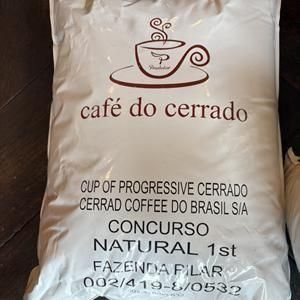 café do cerrado
CUP OF PROGRESSIVE CERRADO
CERRAD COFFEE DO BRASIL S/A
CONCURSO
NATURAL 1st
FAZENDA PILAR
002/419-8/0532